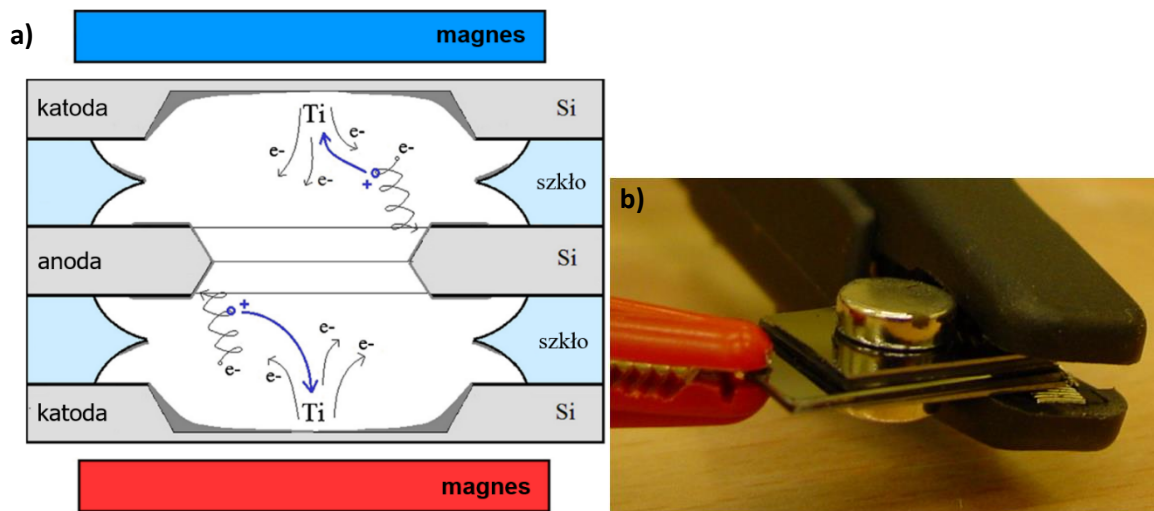 a)
magnes
katoda
Ti
Si
e-
e-
e-
e-
+
szkło
b)
anoda
Si
+
e-
e-
e-
e-
e-
szkło
katoda
Ti
Si
magnes